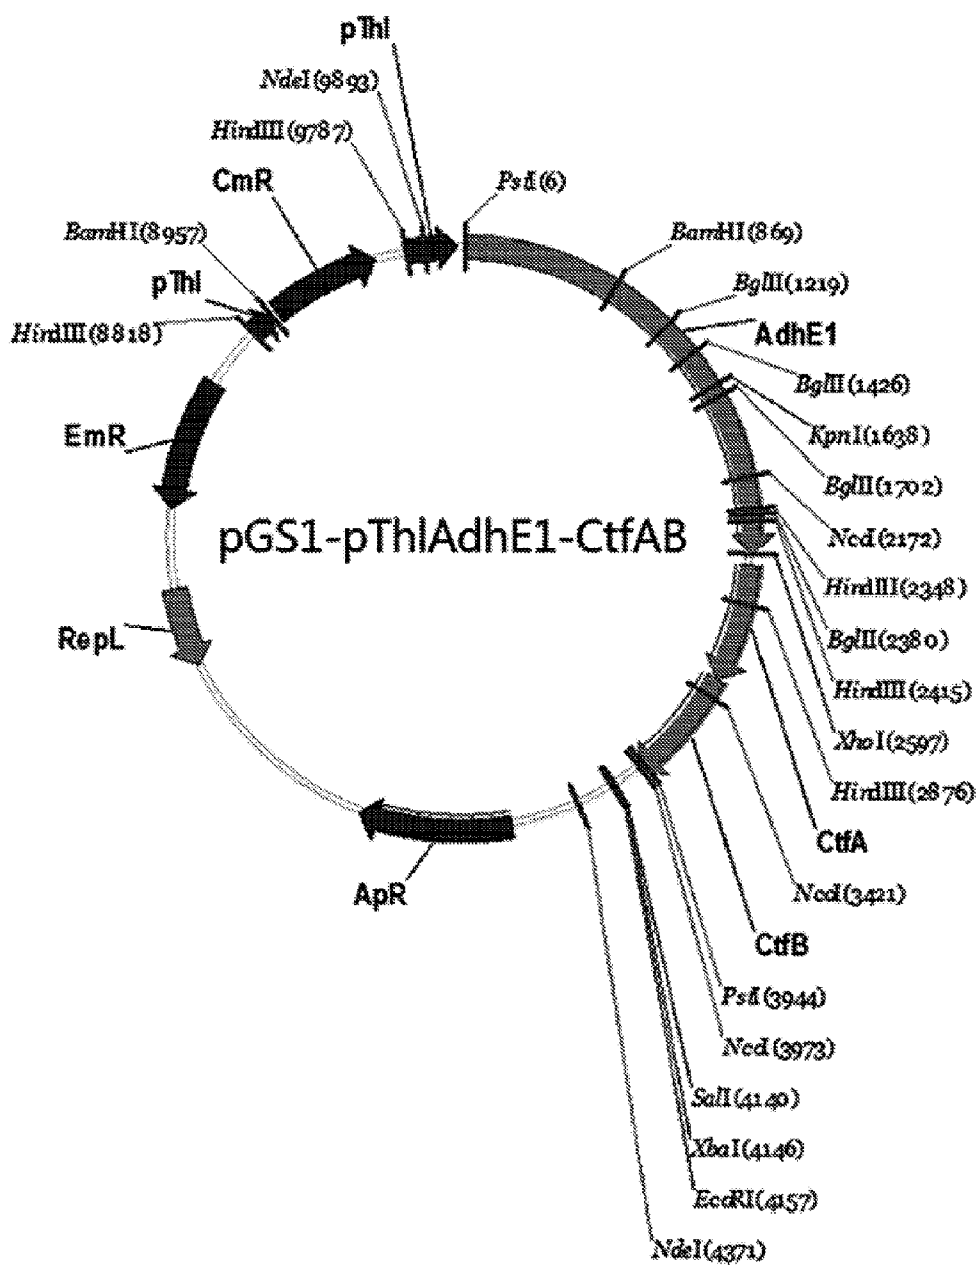 pThl
NdeI(9893)
HindIII(9787)
CmR
PstI(6)
BamHI(8957)
BamHI(869)
pThl
BglII(1219)
HindIII(8818)
AdhE1
BglII(1426)
EmR
KpnI(1638)
BglII(1702)
pGS1-pThlAdhE1-CtfAB
NcoI(2172)
HindIII(2348)
RepL
BglII(2380)
HindIII(2415)
XhoI(2597)
HindIII(2876)
CtfA
ApR
NcoI(3421)
CtfB
PstI(3944)
NcoI(3973)
SalI(4140)
XbaI(4146)
EcoRI(4157)
NdeI(4371)